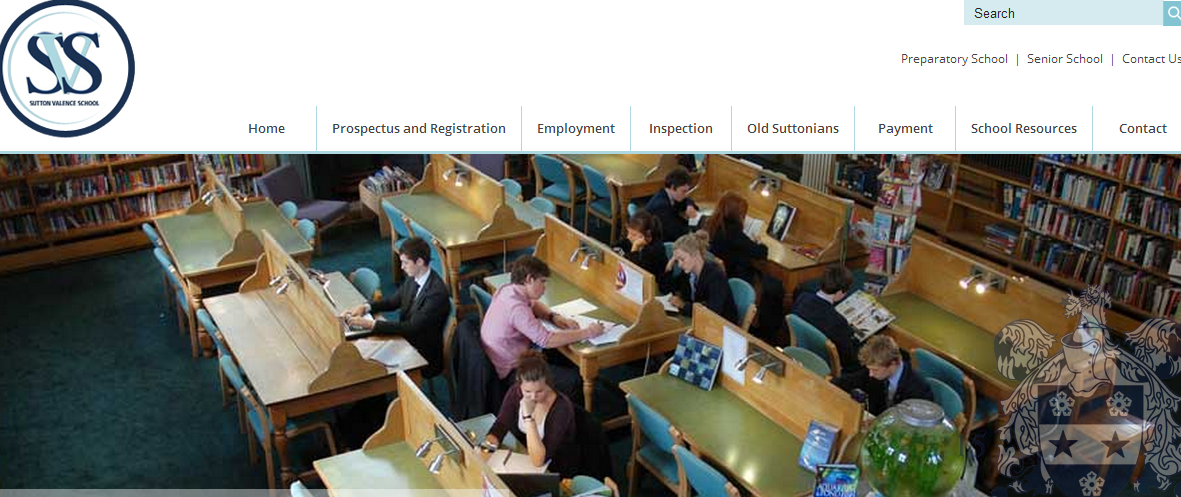 Search
SVS
SUTTON VALENCE SCHOOL
Preparatory School | Senior School | Contact Us
Home
Prospectus and Registration
Employment
Inspection
Old Suttonians
Payment
School Resources
Contact